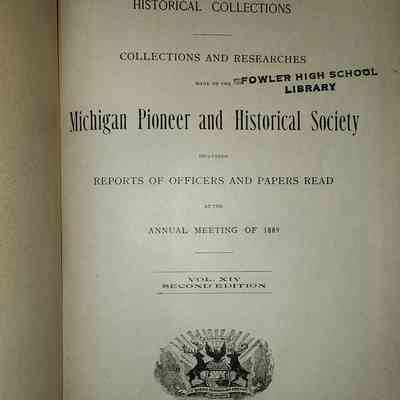 HISTORICAL COLLECTIONS
COLLECTIONS AND RESEARCHES
MADE BY THE
FOWLER HIGH SCHOOL
LIBRARY
Michigan Pioneer and Historical Society
INCLUDING
REPORTS OF OFFICERS AND PAPERS READ
AT THE
ANNUAL MEETING OF 1889
VOL. XIV
SECOND EDITION